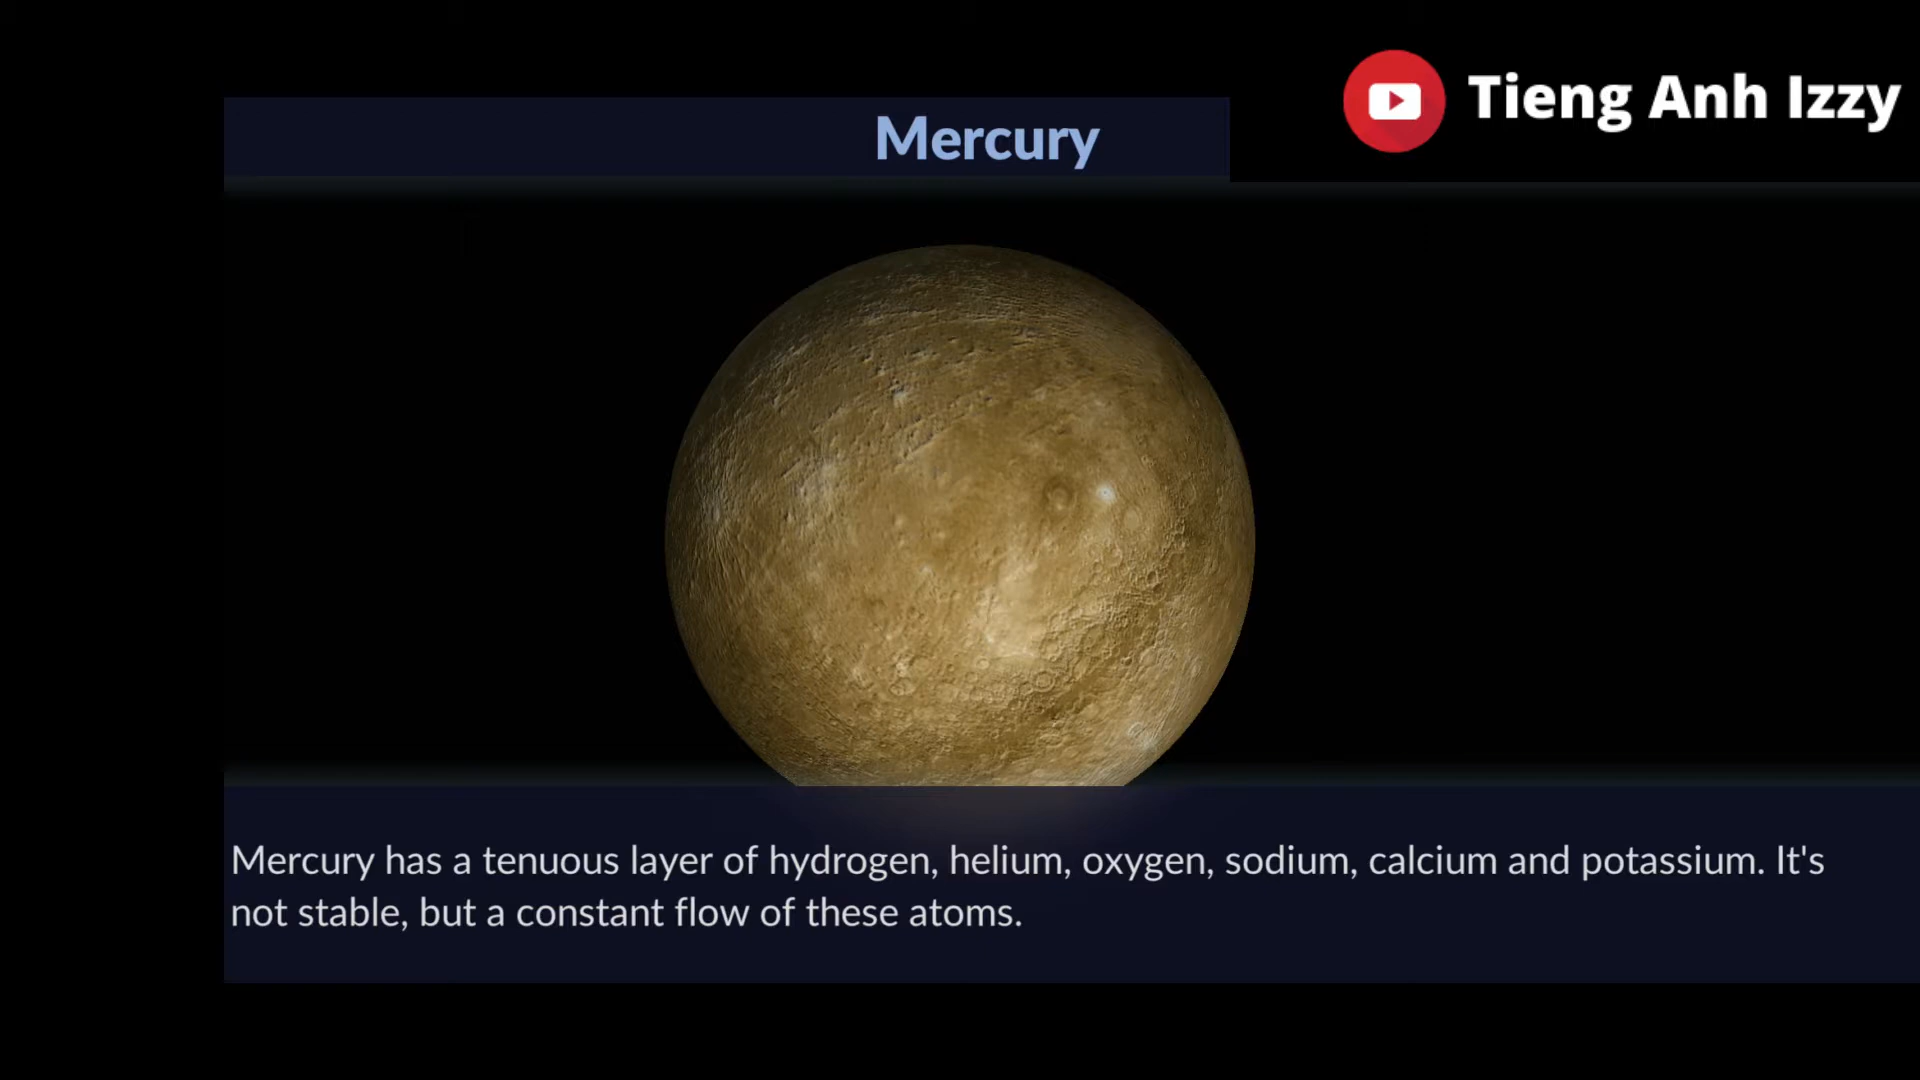 Tieng Anh Izzy
Mercury
Mercury has a tenuous layer of hydrogen, helium, oxygen, sodium, calcium and potassium. It's
not stable, but a constant flow of these atoms.